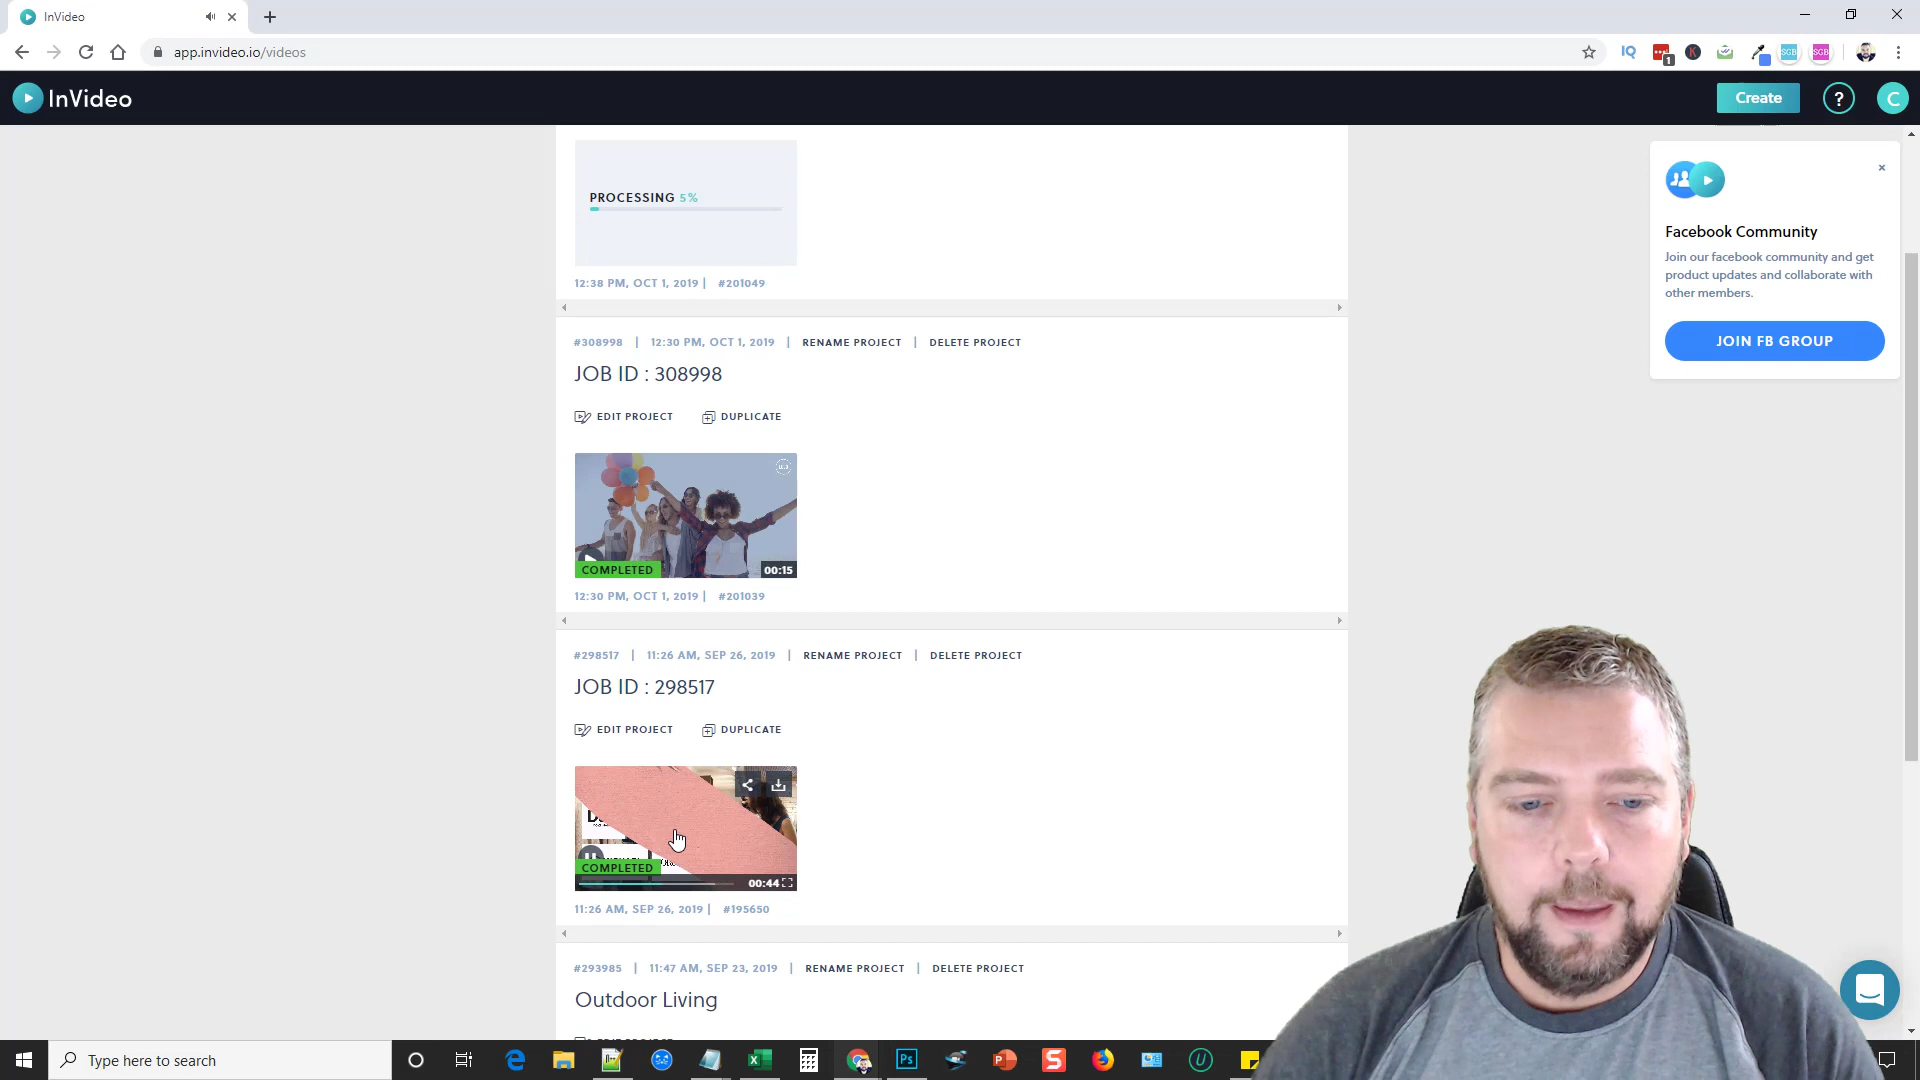 InVideo
app.invideo.io/videos
IQ
1
K
SGB
SGB
InVideo
Create
?
C
PROCESSING 5%
12:38 PM, OCT 1, 2019 | #201049
#308998 | 12:30 PM, OCT 1, 2019 | RENAME PROJECT | DELETE PROJECT
JOB ID : 308998
EDIT PROJECT DUPLICATE
COMPLETED 00:15
12:30 PM, OCT 1, 2019 | #201039
#298517 | 11:26 AM, SEP 26, 2019 | RENAME PROJECT | DELETE PROJECT
JOB ID : 298517
EDIT PROJECT DUPLICATE
COMPLETED
00:44
11:26 AM, SEP 26, 2019 | #195650
#293985 | 11:47 AM, SEP 23, 2019 | RENAME PROJECT | DELETE PROJECT
Outdoor Living
Facebook Community
Join our facebook community and get
product updates and collaborate with
other members.
JOIN FB GROUP
Type here to search
Ps